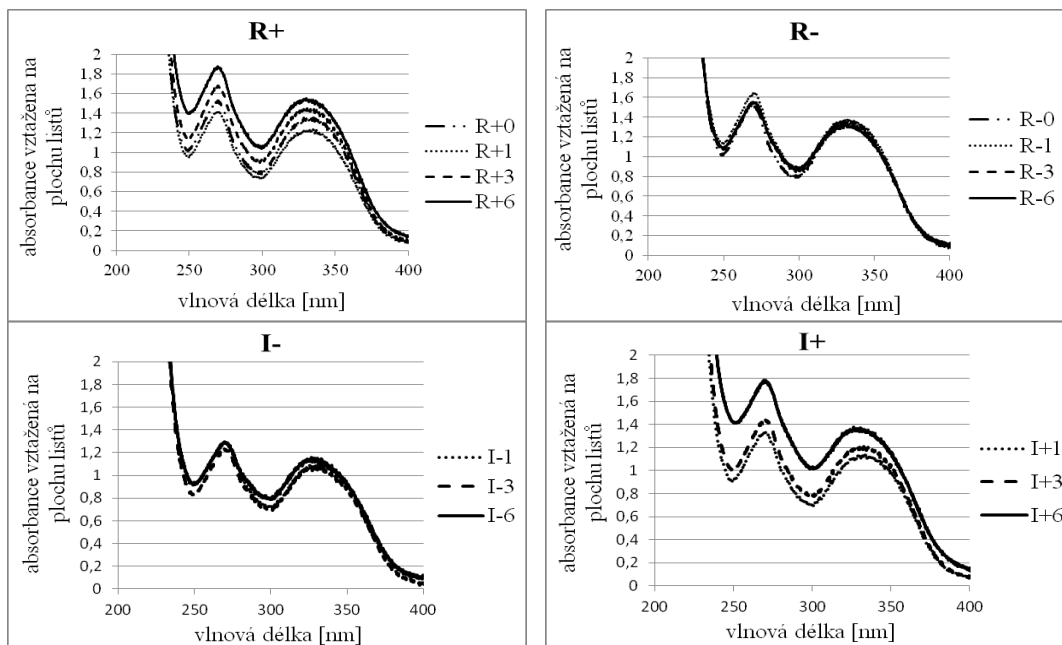 R+
absorbance vztažená na
plochu listů
2
1,8
1,6
1,4
1,2
1
0,8
0,6
0,4
0,2
0
200 250 300 350 400
vlnová délka [nm]
R+0
R+1
R+3
R+6
R-
absorbance vztažená na
plochu listů
2
1,8
1,6
1,4
1,2
1
0,8
0,6
0,4
0,2
0
200 250 300 350 400
vlnová délka [nm]
R-0
R-1
R-3
R-6
I-
absorbance vztažená na
plochu listů
2
1,8
1,6
1,4
1,2
1
0,8
0,6
0,4
0,2
0
200 250 300 350 400
vlnová délka [nm]
I-1
I-3
I-6
I+
absorbance vztažená na
plochu listů
2
1,8
1,6
1,4
1,2
1
0,8
0,6
0,4
0,2
0
200 250 300 350 400
vlnová délka [nm]
I+1
I+3
I+6